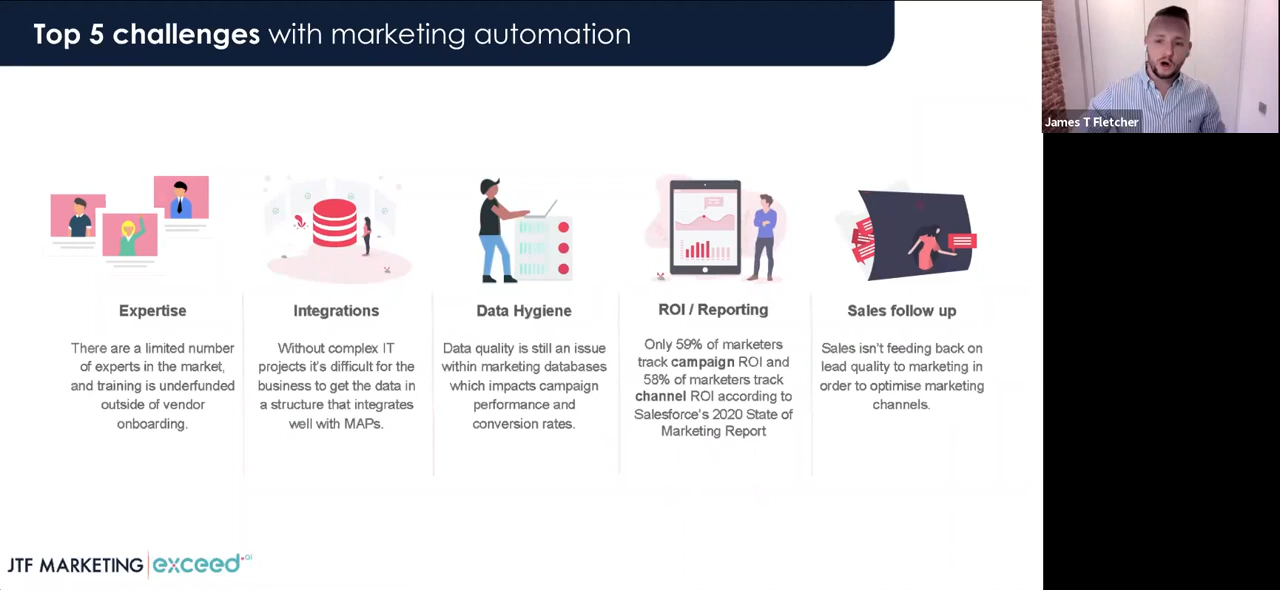 Top 5 challenges with marketing automation
James T Fletcher
Expertise
There are a limited number
of experts in the market,
and training is underfunded
outside of vendor
onboarding.
Integrations
Without complex IT
projects it's difficult for the
business to get the data in
a structure that integrates
well with MAPs.
Data Hygiene
Data quality is still an issue
within marketing databases
which impacts campaign
performance and
conversion rates.
ROI / Reporting
Only 59% of marketers
track campaign ROI and
58% of marketers track
channel ROI according to
Salesforce's 2020 State of
Marketing Report
Sales follow up
Sales isn't feeding back on
lead quality to marketing in
order to optimise marketing
channels.
JTF MARKETING
exceed.ai